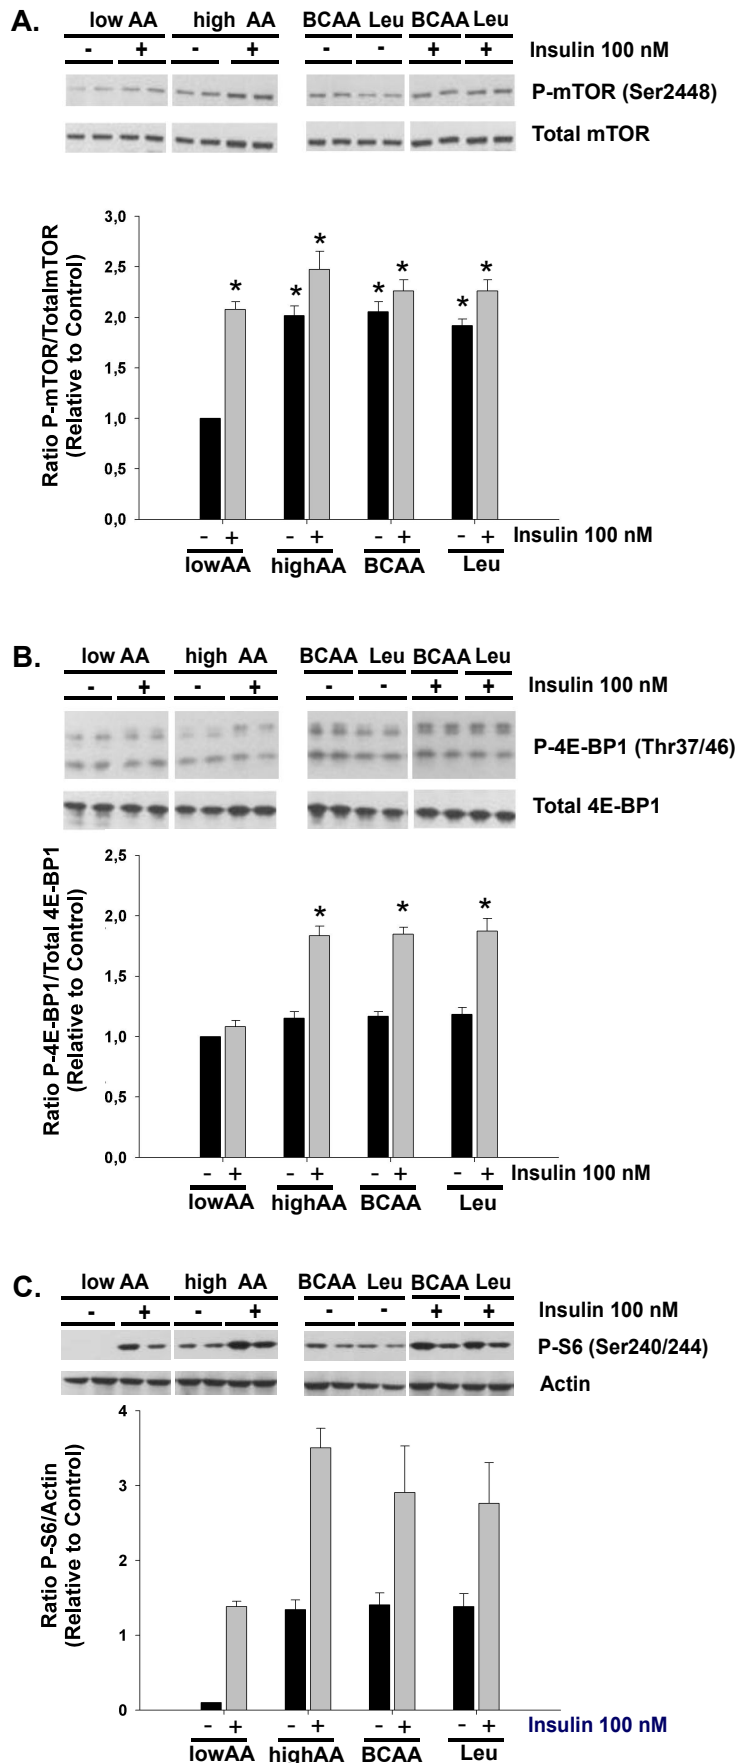 A.
low AA high AA BCAA Leu BCAA Leu
- + - + - - + + Insulin 100 nM
P-mTOR (Ser2448)
Total mTOR
Ratio P-mTOR/TotalmTOR
(Relative to Control)
3,0
2,5
2,0
1,5
1,0
0,5
0,0
* * * * * * *
- + - + - + - + Insulin 100 nM
lowAA highAA BCAA Leu
B.
low AA high AA BCAA Leu BCAA Leu
- + - + - - + + Insulin 100 nM
P-4E-BP1 (Thr37/46)
Total 4E-BP1
Ratio P-4E-BP1/Total 4E-BP1
(Relative to Control)
2,5
2,0
1,5
1,0
0,5
0,0
* * *
- + - + - + - + Insulin 100 nM
lowAA highAA BCAA Leu
C.
low AA high AA BCAA Leu BCAA Leu
- + - + - - + + Insulin 100 nM
P-S6 (Ser240/244)
Actin
Ratio P-S6/Actin
(Relative to Control)
4
3
2
1
0
- + - + - + - + Insulin 100 nM
lowAA highAA BCAA Leu